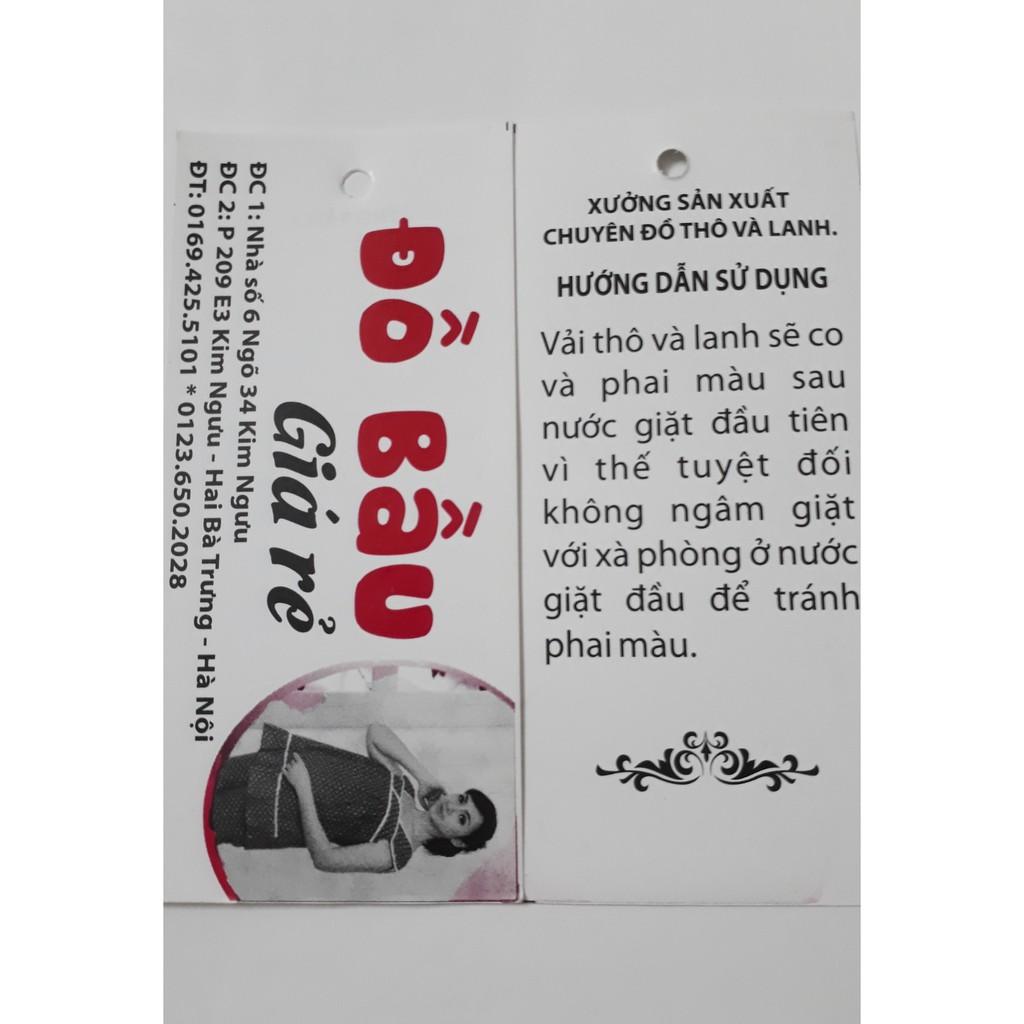 Đồ Bầu
Giá rẻ
ĐC 1: Nhà số 6 Ngõ 34 Kim Ngưu
ĐC 2: P 209 E3 Kim Ngưu - Hai Bà Trưng - Hà Nội
ĐT: 0169.425.5101 * 0123.650.2028
XƯỞNG SẢN XUẤT
CHUYÊN ĐỒ THÔ VÀ LANH.
HƯỚNG DẪN SỬ DỤNG
Vải thô và lanh sẽ co
và phai màu sau
nước giặt đầu tiên
vì thế tuyệt đối
không ngâm giặt
với xà phòng ở nước
giặt đầu để tránh
phai màu.